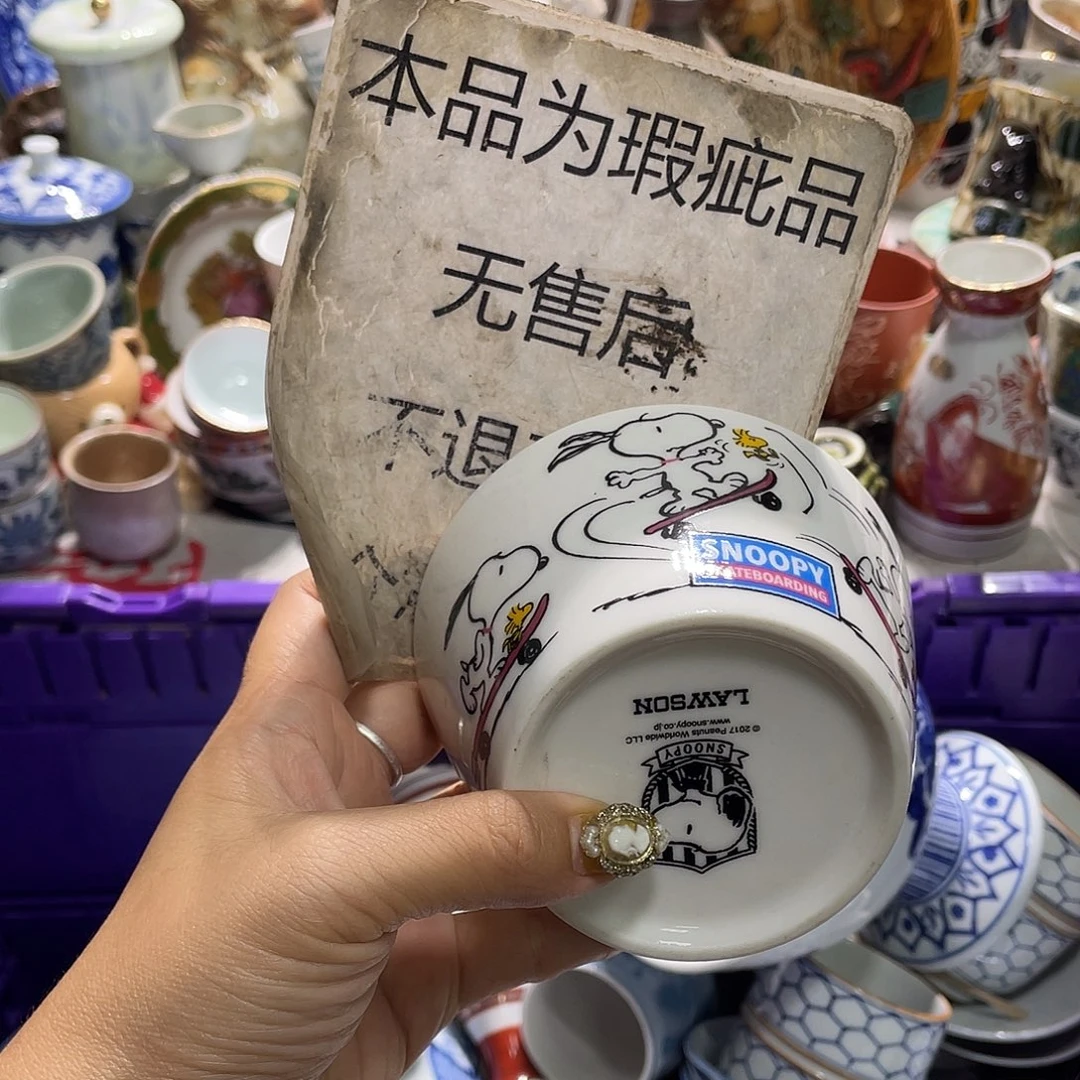 本品为瑕疵品
无售后
不退
SNOOPY
SKATEBOARDING
LAWSON
www.snoopy.co.jp
© 2017 Peanuts Worldwide LLC
SNOOPY